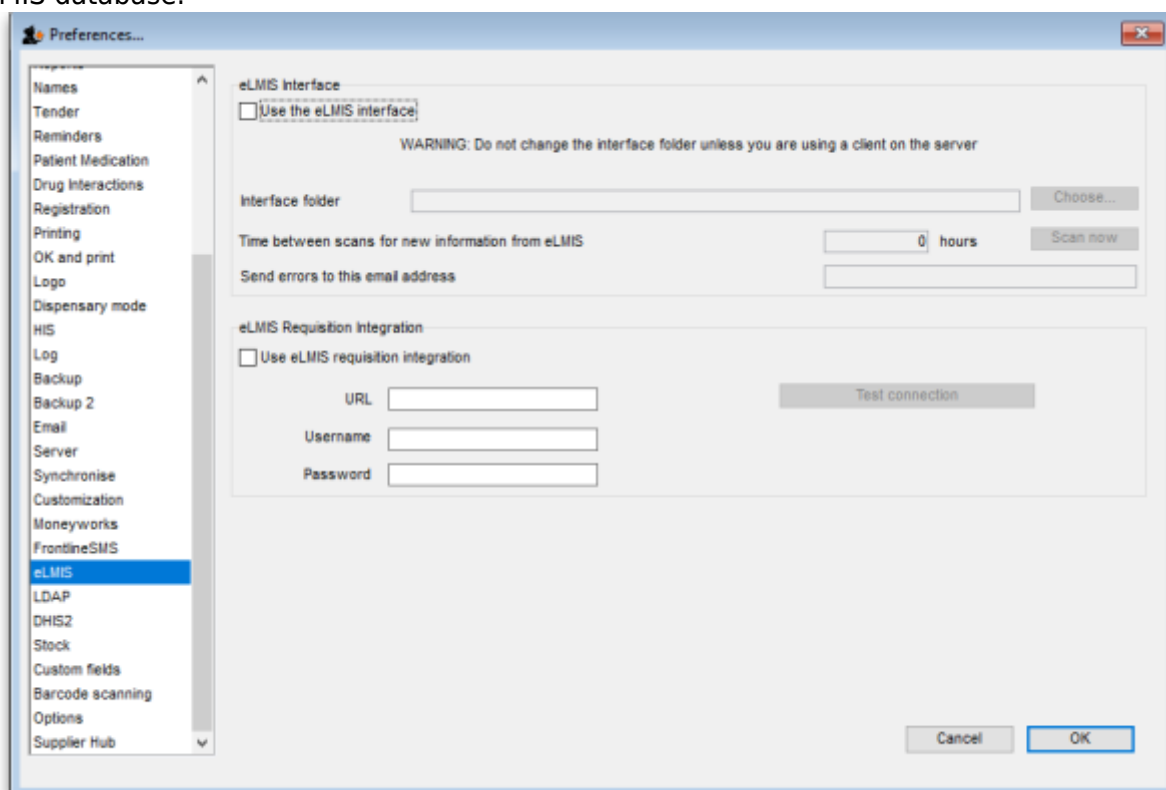 MIS database.
Preferences...
Reports
Names
Tender
Reminders
Patient Medication
Drug Interactions
Registration
Printing
OK and print
Logo
Dispensary mode
HIS
Log
Backup
Backup 2
Email
Server
Synchronise
Customization
Moneyworks
FrontlineSMS
eLMIS
LDAP
DHIS2
Stock
Custom fields
Barcode scanning
Options
Supplier Hub
eLMIS Interface
Use the eLMIS interface
WARNING: Do not change the interface folder unless you are using a client on the server
Interface folder
Choose...
Time between scans for new information from eLMIS 0 hours
Scan now
Send errors to this email address
eLMIS Requisition Integration
Use eLMIS requisition integration
URL
Test connection
Username
Password
Cancel
OK